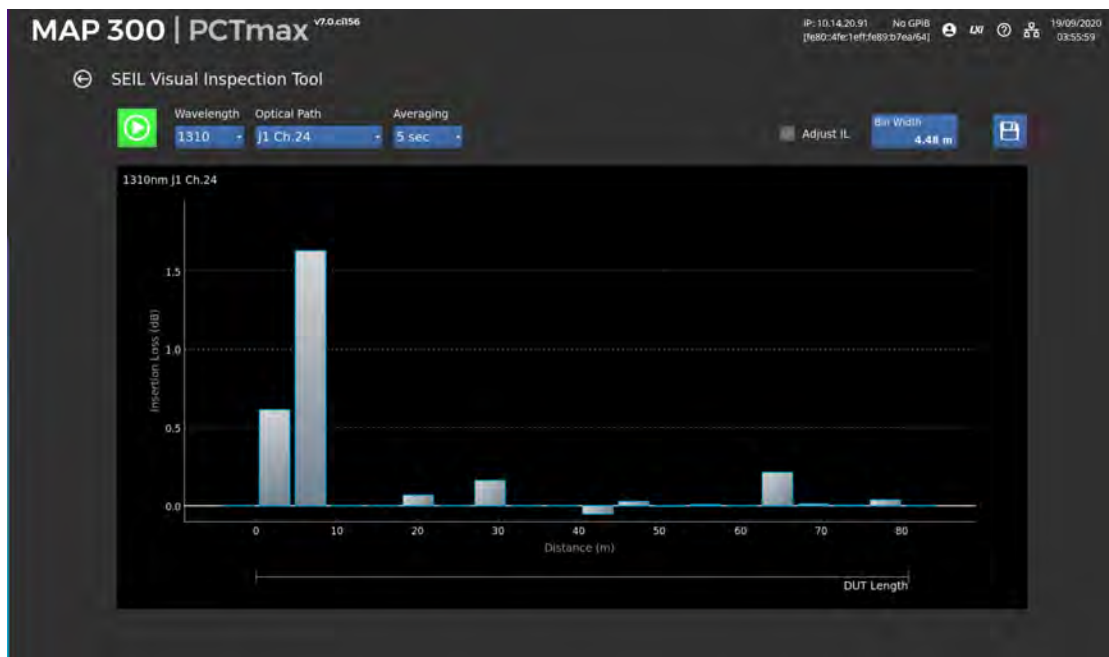 MAP 300 | PCTmax v7.0.ci156
IP: 10.14.20.91 No GPIB
[fe80::4fe:1eff:fe89:b7ea/64]
LXI
19/09/2020
03:55:59
SEIL Visual Inspection Tool
Wavelength Optical Path Averaging
1310 J1 Ch.24 5 sec
Adjust IL
Bin Width
4.48 m
1310nm J1 Ch.24
Insertion Loss (dB)
1.5
1.0
0.5
0.0
0 10 20 30 40 50 60 70 80
Distance (m)
DUT Length